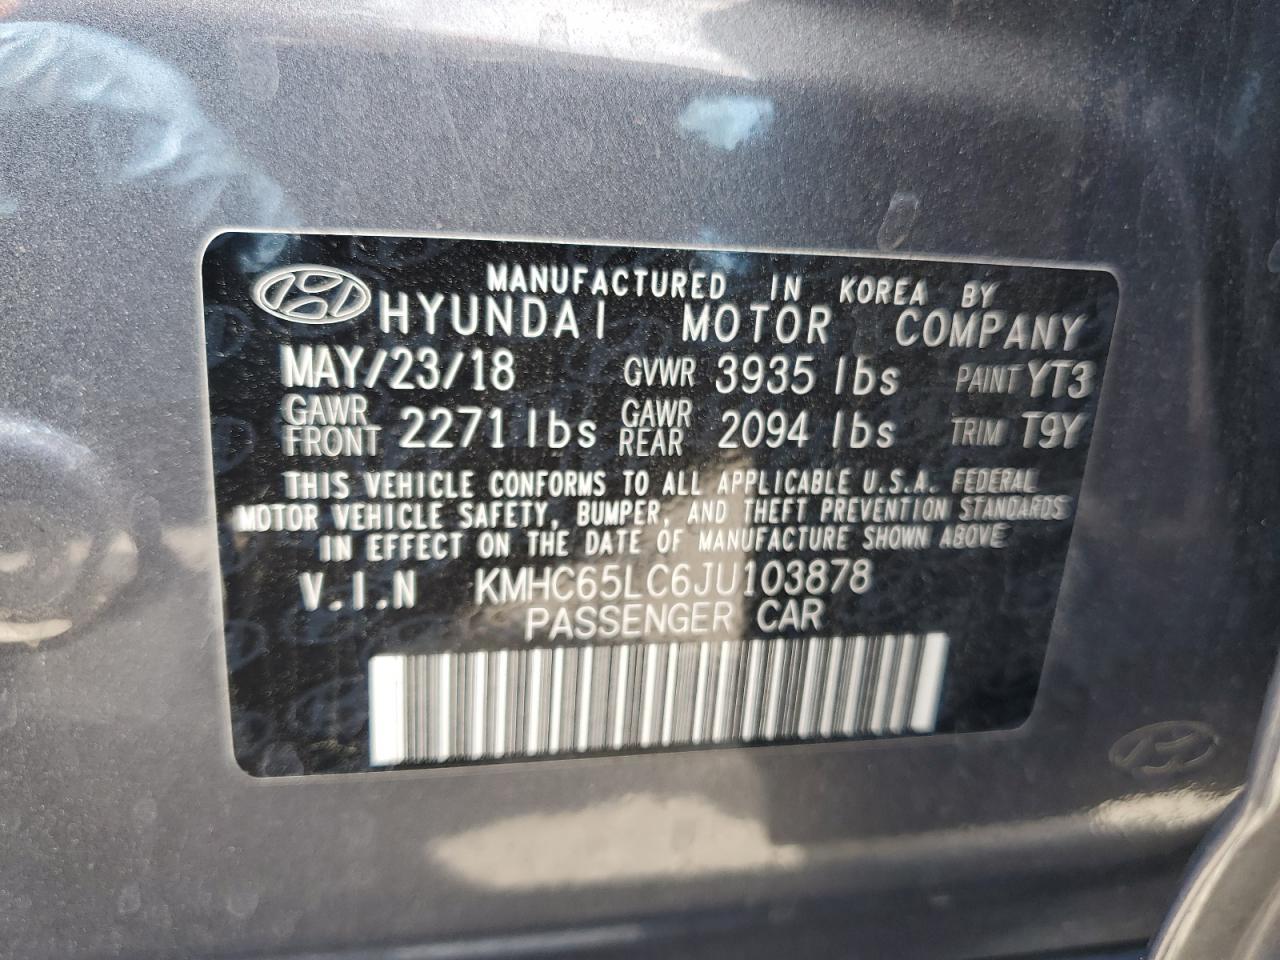 MANUFACTURED IN KOREA BY
HYUNDAI MOTOR COMPANY
MAY/23/18 GVWR 3935 lbs PAINT YT3
GAWR FRONT 2271 lbs GAWR REAR 2094 lbs TRIM T9Y
THIS VEHICLE CONFORMS TO ALL APPLICABLE U.S.A. FEDERAL
MOTOR VEHICLE SAFETY, BUMPER, AND THEFT PREVENTION STANDARDS
IN EFFECT ON THE DATE OF MANUFACTURE SHOWN ABOVE
V.I.N KMHC65LC6JU103878
PASSENGER CAR